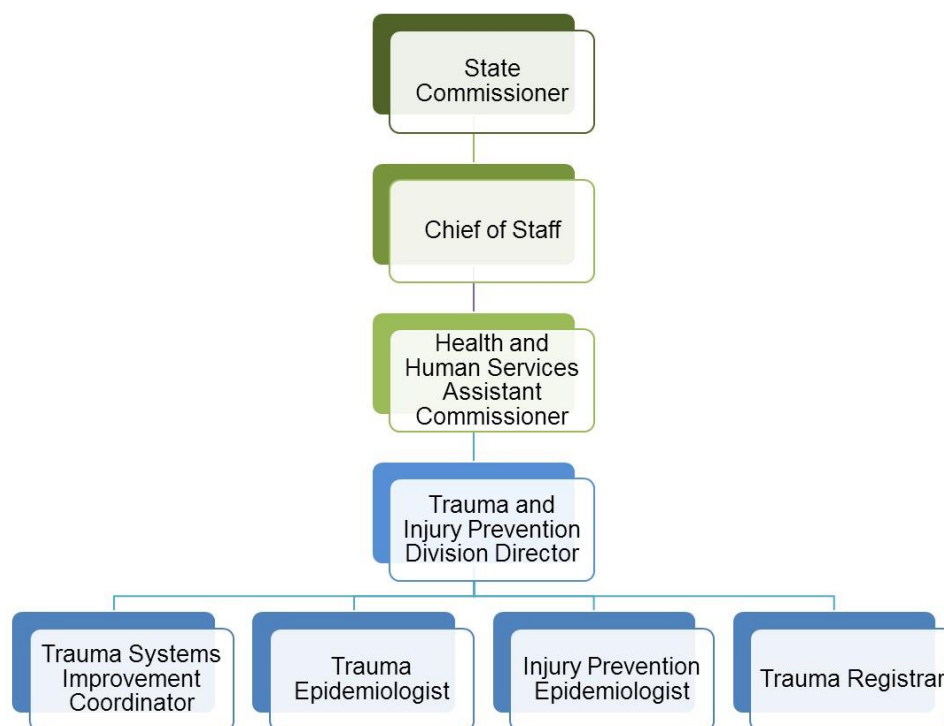 State
Commissioner
Chief of Staff
Health and
Human Services
Assistant
Commissioner
Trauma and
Injury Prevention
Division Director
Trauma Systems
Improvement
Coordinator
Trauma
Epidemiologist
Injury Prevention
Epidemiologist
Trauma Registrar